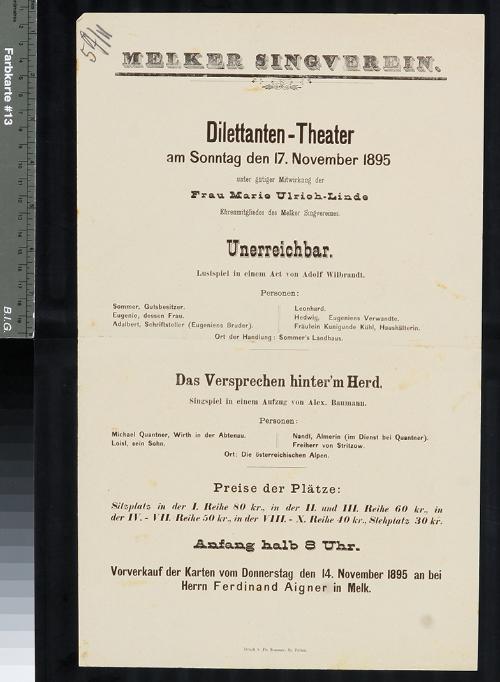 Farbkarte #13
B.I.G.
MELKER SINGVEREIN.
Dilettanten-Theater
am Sonntag den 17. November 1895
unter gütiger Mitwirkung der
Frau Marie Ulrich-Linde
Ehrenmitgliedes des Melker Singvereines.
Unerreichbar.
Lustspiel in einem Act von Adolf Wilbrandt.
Personen:
Sommer, Gutsbesitzer.
Eugenie, dessen Frau.
Adalbert, Schriftsteller (Eugeniens Bruder).
Leonhard.
Hedwig, Eugeniens Verwandte.
Fräulein Kunigunde Kühl, Haushälterin.
Ort der Handlung: Sommer's Landhaus.
Das Versprechen hinter'm Herd.
Singspiel in einem Aufzug von Alex. Baumann.
Personen:
Michael Quantner, Wirth in der Abtenau.
Loisl, sein Sohn.
Nandl, Almerin (im Dienst bei Quantner).
Freiherr von Stritzow.
Ort: Die österreichischen Alpen.
Preise der Plätze:
Sitzplatz in der I. Reihe 80 kr., in der II. und III. Reihe 60 kr., in
der IV. - VII. Reihe 50 kr., in der VIII. - X. Reihe 40 kr., Stehplatz 30 kr.
Anfang halb 8 Uhr.
Vorverkauf der Karten vom Donnerstag den 14. November 1895 an bei
Herrn Ferdinand Aigner in Melk.